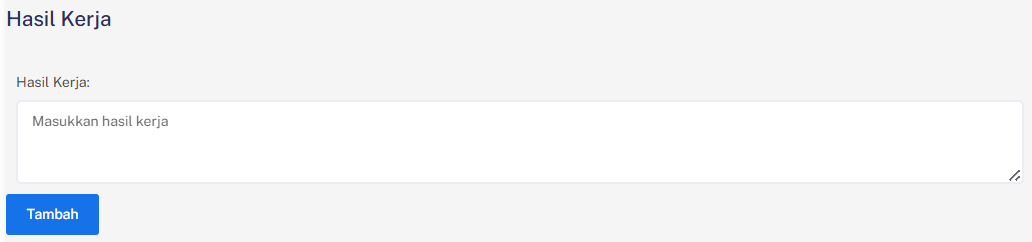 Hasil Kerja
Hasil Kerja:
Masukkan hasil kerja
Tambah